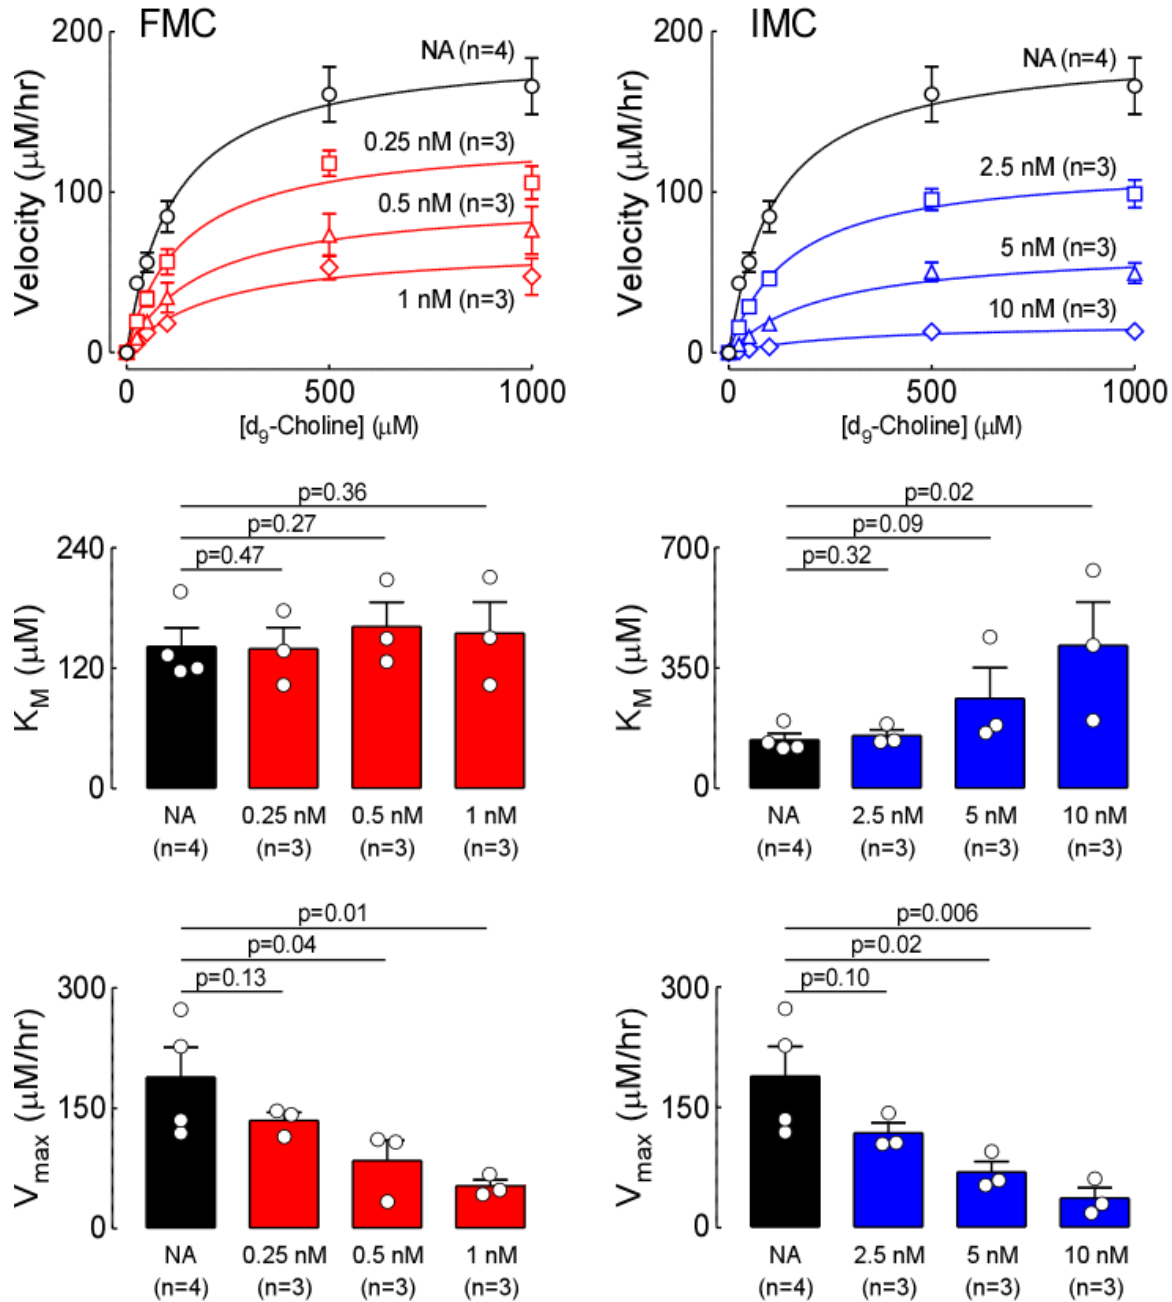 FMC
200
100
0
Velocity (μM/hr)
NA (n=4)
0.25 nM (n=3)
0.5 nM (n=3)
1 nM (n=3)
0 500 1000
[d9-Choline] (μM)
IMC
200
100
0
Velocity (μM/hr)
NA (n=4)
2.5 nM (n=3)
5 nM (n=3)
10 nM (n=3)
0 500 1000
[d9-Choline] (μM)
p=0.36
p=0.27
p=0.47
240
120
0
KM (μM)
NA 0.25 nM 0.5 nM 1 nM
(n=4) (n=3) (n=3) (n=3)
p=0.02
p=0.09
p=0.32
700
350
0
KM (μM)
NA 2.5 nM 5 nM 10 nM
(n=4) (n=3) (n=3) (n=3)
p=0.01
p=0.04
p=0.13
300
150
0
Vmax (μM/hr)
NA 0.25 nM 0.5 nM 1 nM
(n=4) (n=3) (n=3) (n=3)
p=0.006
p=0.02
p=0.10
300
150
0
Vmax (μM/hr)
NA 2.5 nM 5 nM 10 nM
(n=4) (n=3) (n=3) (n=3)